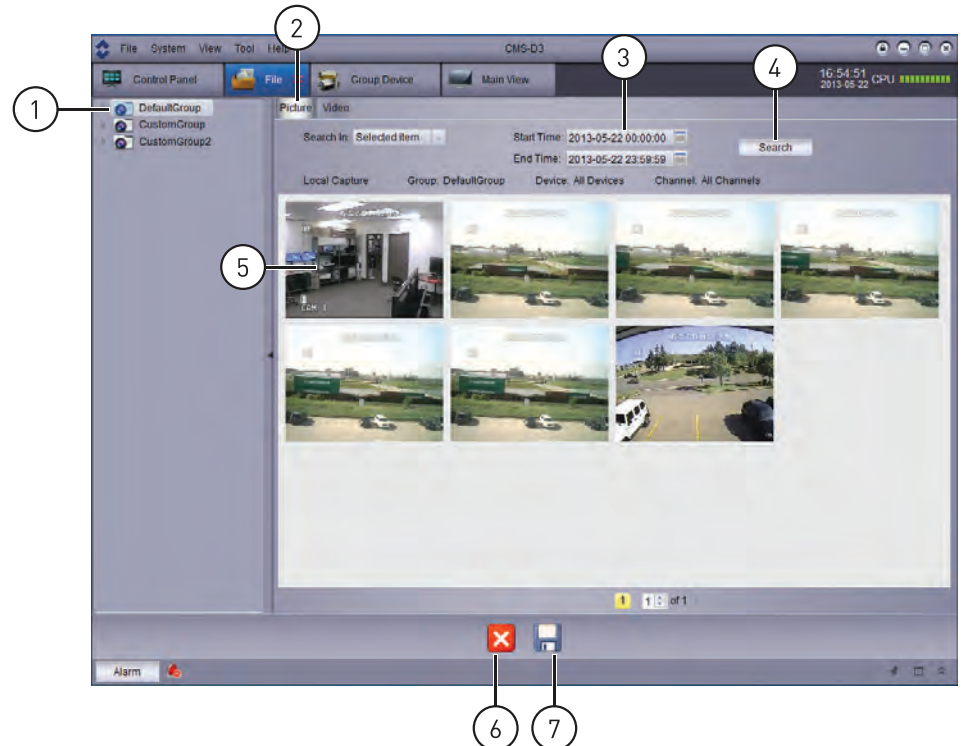 2
File System View Tool Help
CMS-D3
3
4
Control Panel
File
Group Device
Main View
16:54:51
2013-05-22
CPU
1
DefaultGroup
CustomGroup
CustomGroup2
Picture Video
Search In: Selected item
Start Time: 2013-05-22 00:00:00
End Time: 2013-05-22 23:59:59
Search
Local Capture Group: DefaultGroup Device: All Devices Channel: All Channels
5
CAM 1
1 1 of 1
Alarm
6
7